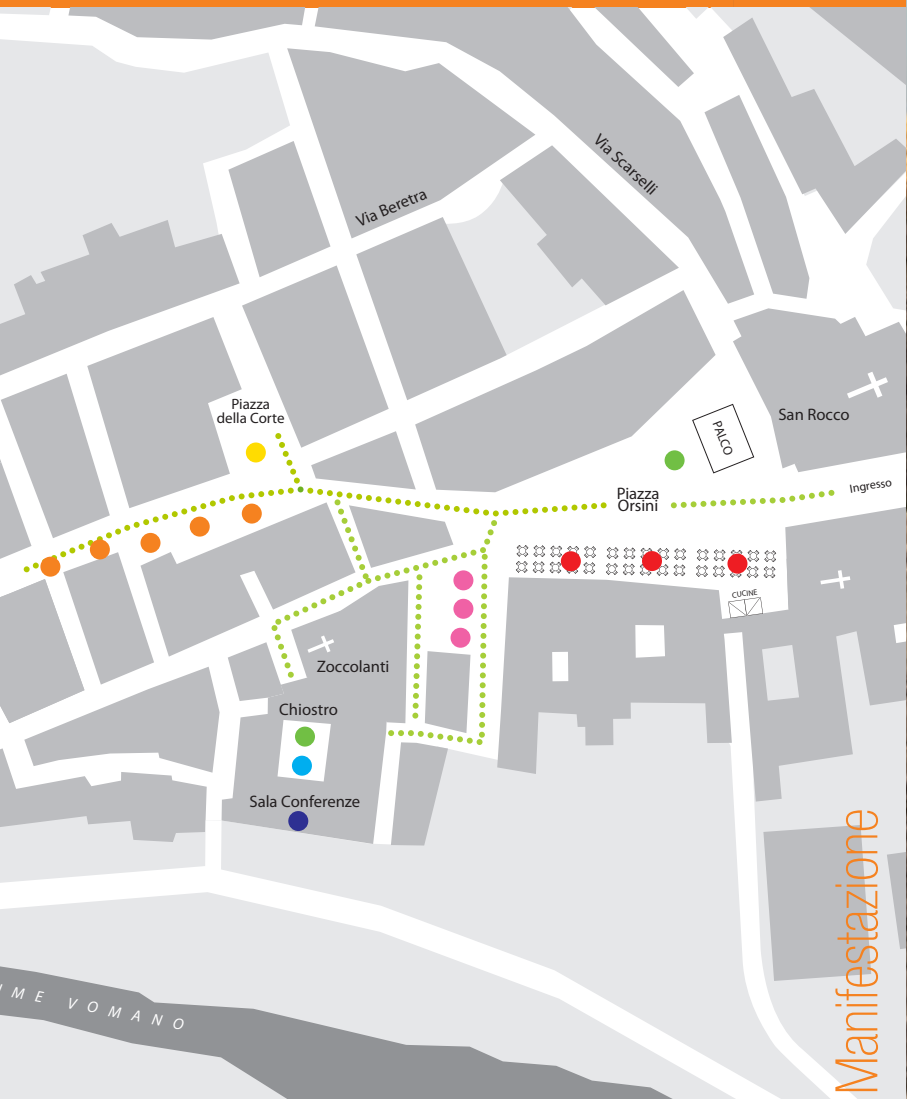 Via Scarselli
Via Beretra
Piazza
della Corte
PALCO
San Rocco
Ingresso
Piazza
Orsini
CUCINE
Zoccolanti
Chiostro
Sala Conferenze
Manifestazione
UME VOMANO